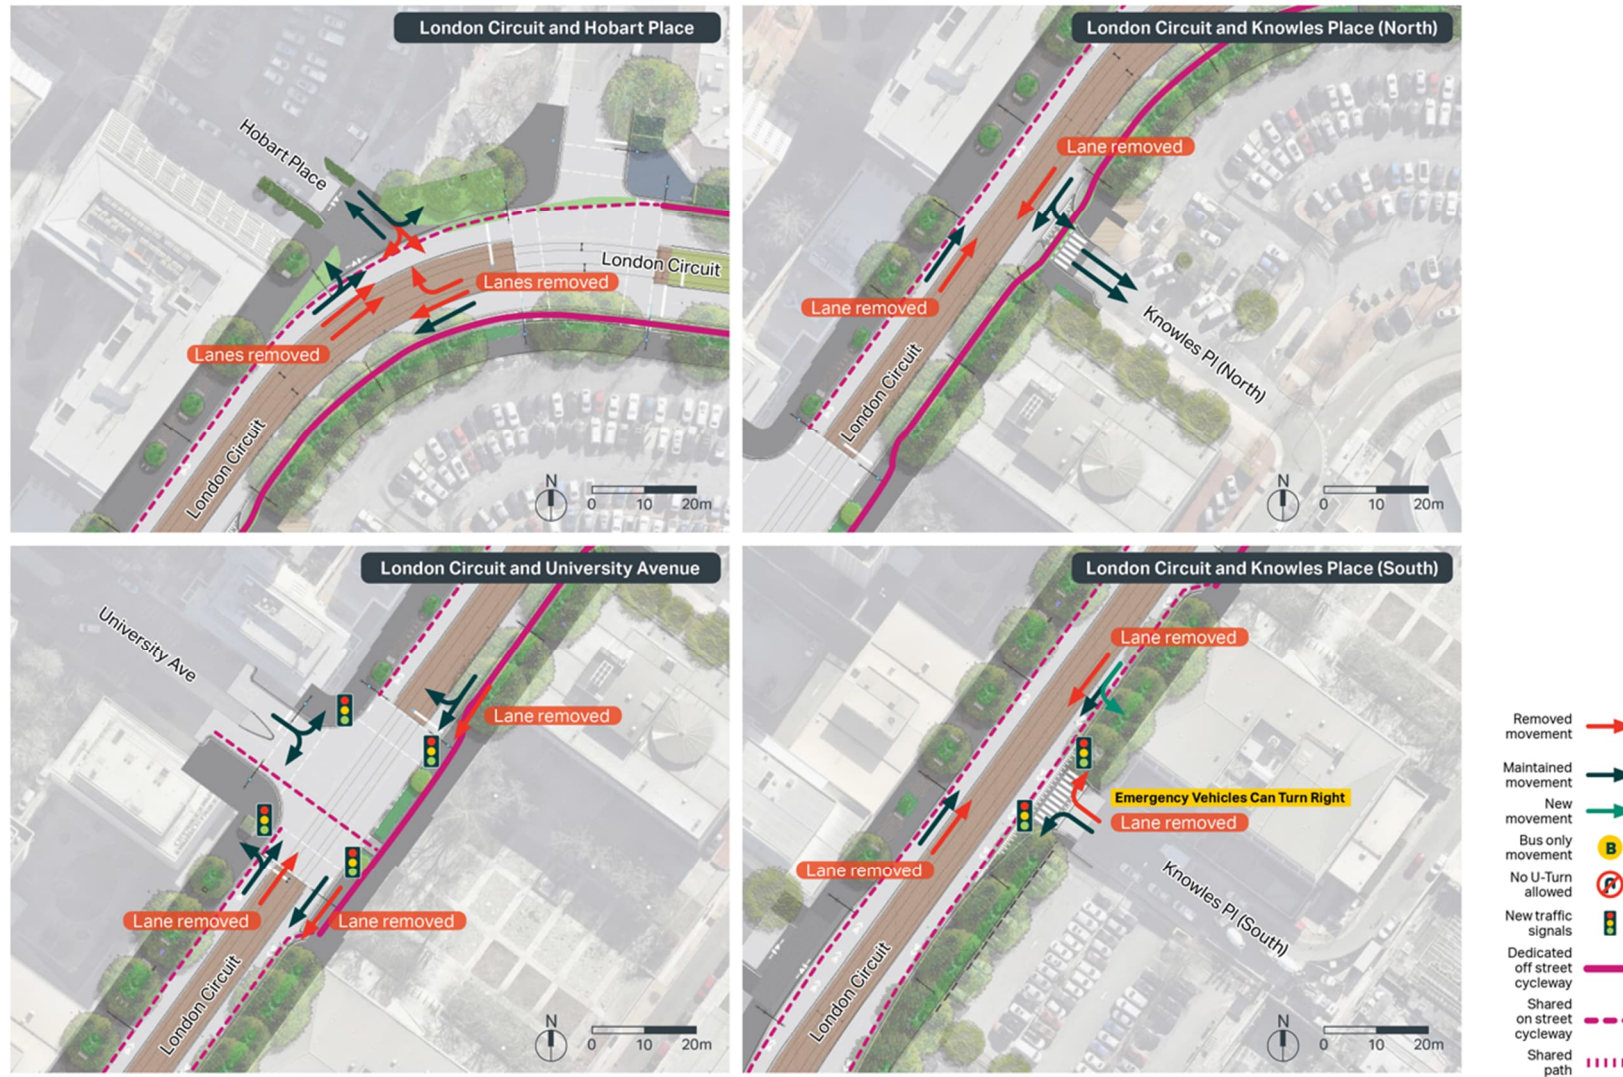 London Circuit and Hobart Place
Hobart Place
London Circuit
Lanes removed
Lanes removed
London Circuit
N
0 10 20m
London Circuit and Knowles Place (North)
Lane removed
Lane removed
Knowles Pl (North)
London Circuit
N
0 10 20m
London Circuit and University Avenue
University Ave
Lane removed
Lane removed
Lane removed
London Circuit
N
0 10 20m
London Circuit and Knowles Place (South)
Lane removed
Emergency Vehicles Can Turn Right
Lane removed
Lane removed
Knowles Pl (South)
London Circuit
N
0 10 20m
Removed
movement
Maintained
movement
New
movement
Bus only
movement
B
No U-Turn
allowed
New traffic
signals
Dedicated
off street
cycleway
Shared
on street
cycleway
Shared
path